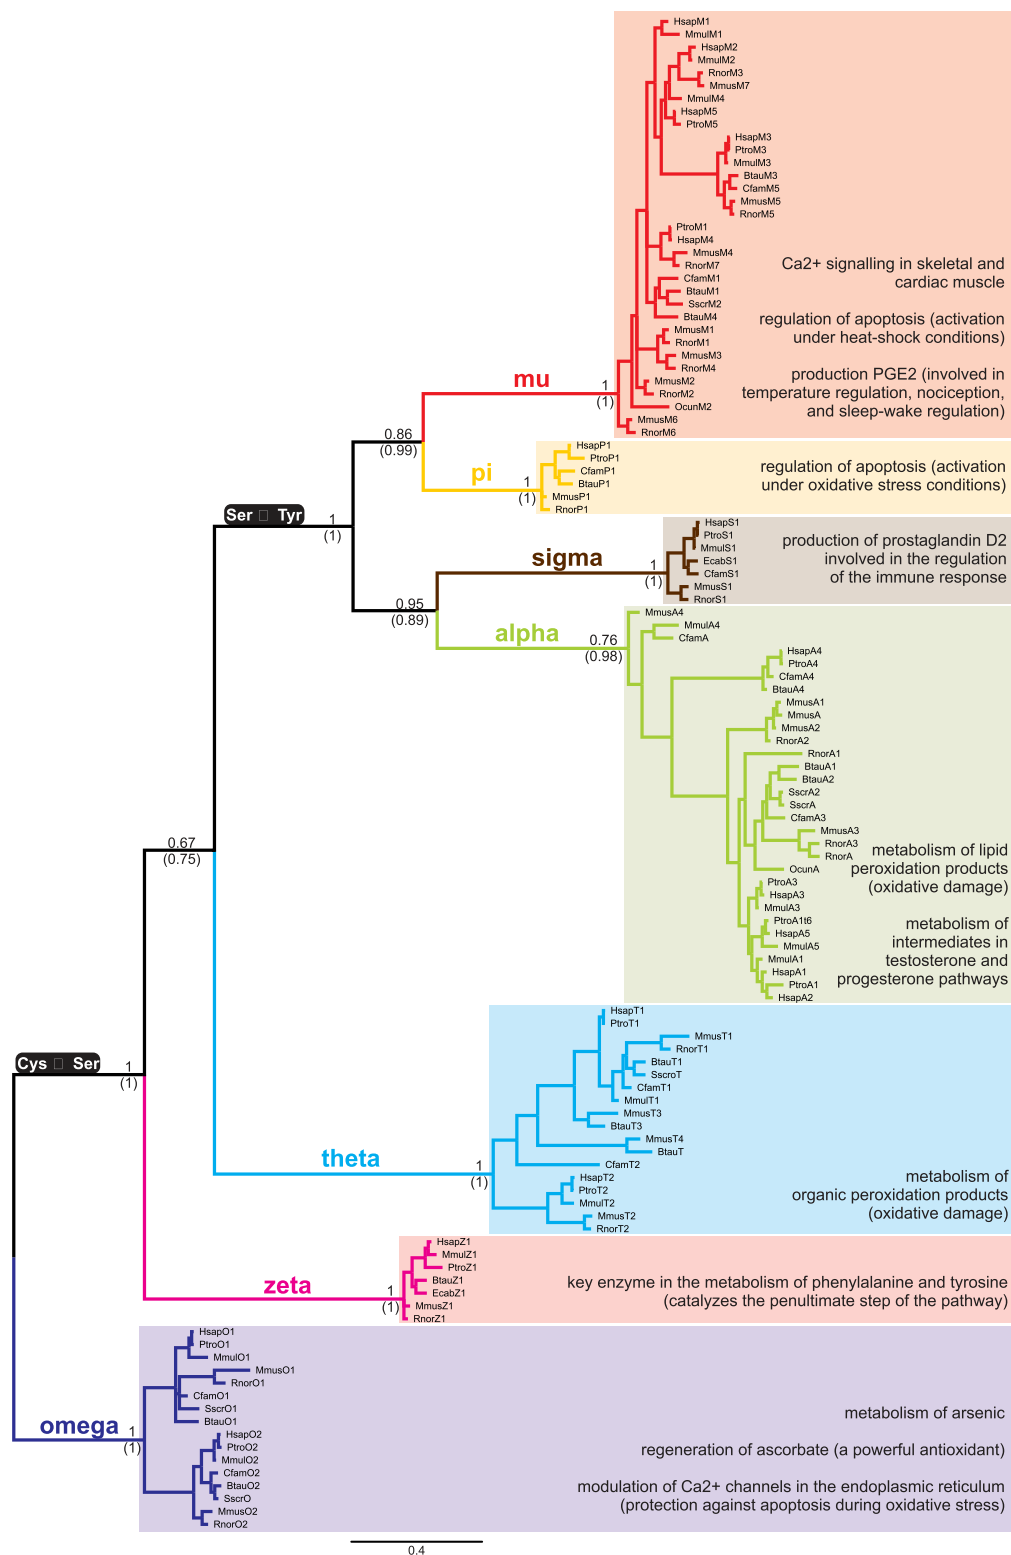 HsapM1
MmulM1
HsapM2
MmulM2
RnorM3
MmusM7
MmulM4
HsapM5
PtroM5
HsapM3
PtroM3
MmulM3
BtauM3
CfamM5
MmusM5
RnorM5
PtroM1
HsapM4
MmusM4
RnorM7
CfamM1
BtauM1
SscrM2
BtauM4
MmusM1
RnorM1
MmusM3
RnorM4
MmusM2
RnorM2
OcunM2
MmusM6
RnorM6
Ca2+ signalling in skeletal and
cardiac muscle
regulation of apoptosis (activation
under heat-shock conditions)
production PGE2 (involved in
temperature regulation, nociception,
and sleep-wake regulation)
mu
1
(1)
0.86
(0.99)
pi
1
(1)
HsapP1
PtroP1
CfamP1
BtauP1
MmusP1
RnorP1
regulation of apoptosis (activation
under oxidative stress conditions)
Ser □ Tyr
1
(1)
sigma
1
(1)
HsapS1
PtroS1
MmulS1
EcabS1
CfamS1
MmusS1
RnorS1
production of prostaglandin D2
involved in the regulation
of the immune response
0.95
(0.89)
alpha
0.76
(0.98)
MmusA4
MmulA4
CfamA
HsapA4
PtroA4
CfamA4
BtauA4
MmusA1
MmusA
MmusA2
RnorA2
RnorA1
BtauA1
BtauA2
SscrA2
SscrA
CfamA3
MmusA3
RnorA3
RnorA
OcunA
PtroA3
HsapA3
MmulA3
PtroA1t6
HsapA5
MmulA5
MmulA1
HsapA1
PtroA1
HsapA2
metabolism of lipid
peroxidation products
(oxidative damage)
metabolism of
intermediates in
testosterone and
progesterone pathways
0.67
(0.75)
Cys □ Ser
1
(1)
theta
1
(1)
HsapT1
PtroT1
MmusT1
RnorT1
BtauT1
SscroT
CfamT1
MmulT1
MmusT3
BtauT3
MmusT4
BtauT
CfamT2
HsapT2
PtroT2
MmulT2
MmusT2
RnorT2
metabolism of
organic peroxidation products
(oxidative damage)
zeta
1
(1)
HsapZ1
MmulZ1
PtroZ1
BtauZ1
EcabZ1
MmusZ1
RnorZ1
key enzyme in the metabolism of phenylalanine and tyrosine
(catalyzes the penultimate step of the pathway)
omega
1
(1)
HsapO1
PtroO1
MmulO1
MmusO1
RnorO1
CfamO1
SscrO1
BtauO1
HsapO2
PtroO2
MmulO2
CfamO2
BtauO2
SscrO
MmusO2
RnorO2
metabolism of arsenic
regeneration of ascorbate (a powerful antioxidant)
modulation of Ca2+ channels in the endoplasmic reticulum
(protection against apoptosis during oxidative stress)
0.4